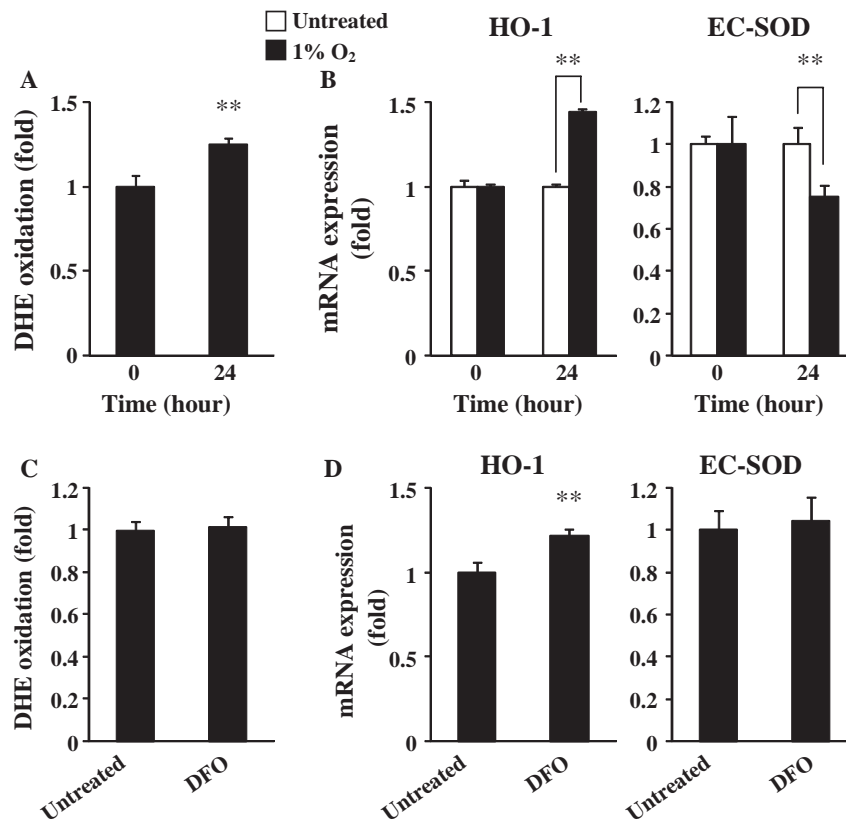 Untreated
1% O₂
HO-1
EC-SOD
A
**
DHE oxidation (fold)
1.5
1
0.5
0
0
24
Time (hour)
B
**
mRNA expression
(fold)
1.5
1
0.5
0
0
24
Time (hour)
**
1.2
1
0.8
0.6
0.4
0.2
0
0
24
Time (hour)
C
DHE oxidation (fold)
1.2
1
0.8
0.6
0.4
0.2
0
Untreated
DFO
D
HO-1
**
mRNA expression
(fold)
1.5
1
0.5
0
Untreated
DFO
EC-SOD
1.2
1
0.8
0.6
0.4
0.2
0
Untreated
DFO